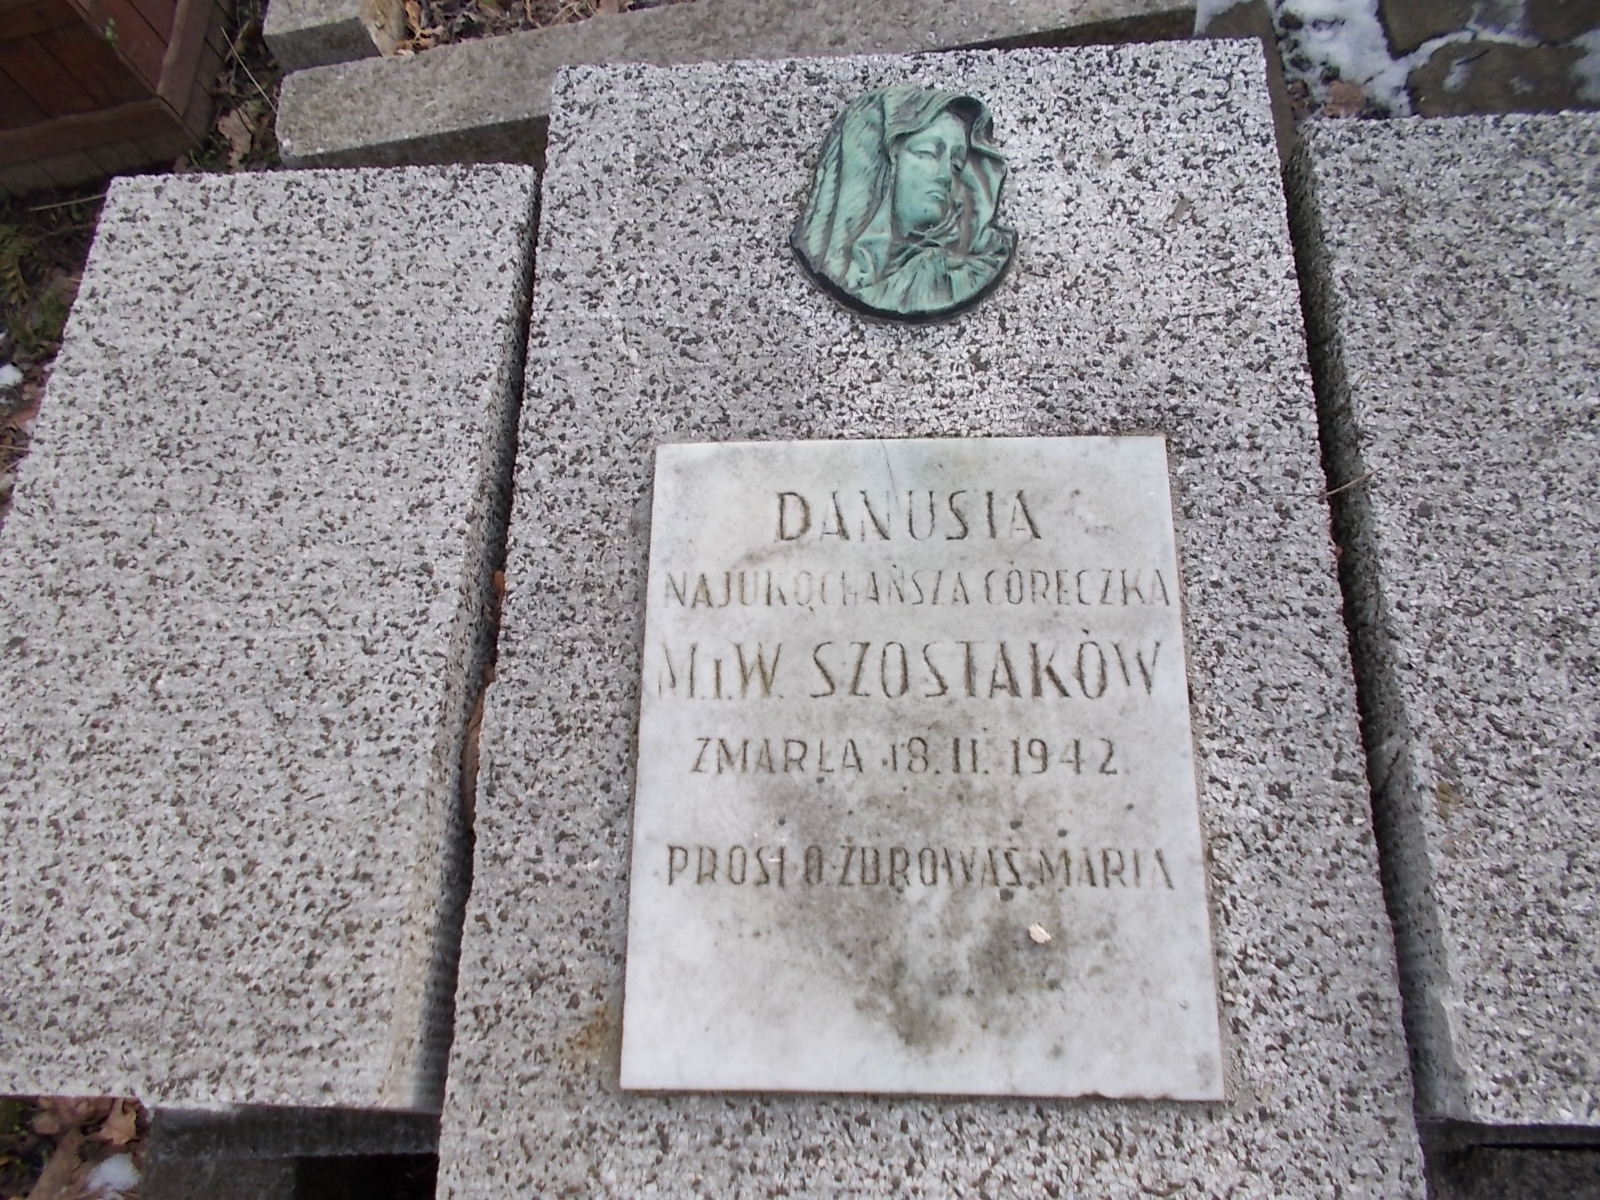 DANUSIA
NAJUKOCHAŃSZA CÓRECZKA
M.i.W. SZOSTAKÓW
ZMARŁA 18.II.1942.
PROSI O ZDROWAŚ MARIA